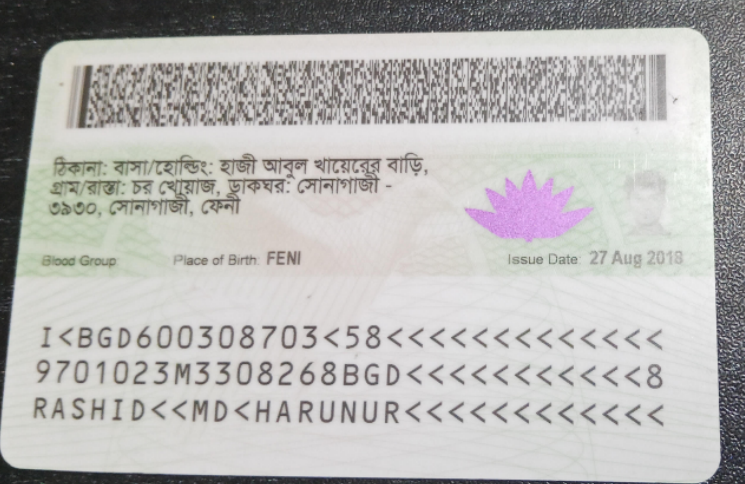 ঠিকানা: বাসা/হোল্ডিং: হাজী আবুল খায়েরের বাড়ি,
গ্রাম/রাস্তা: চর খোয়াজ, ডাকঘর: সোনাগাজী -
৩৯৩০, সোনাগাজী, ফেনী
Blood Group: Place of Birth: FENI Issue Date: 27 Aug 2018
I<BGD600308703<58<<<<<<<<<<<<<
9701023M3308268BGD<<<<<<<<<<<8
RASHID<<MD<HARUNUR<<<<<<<<<<<<